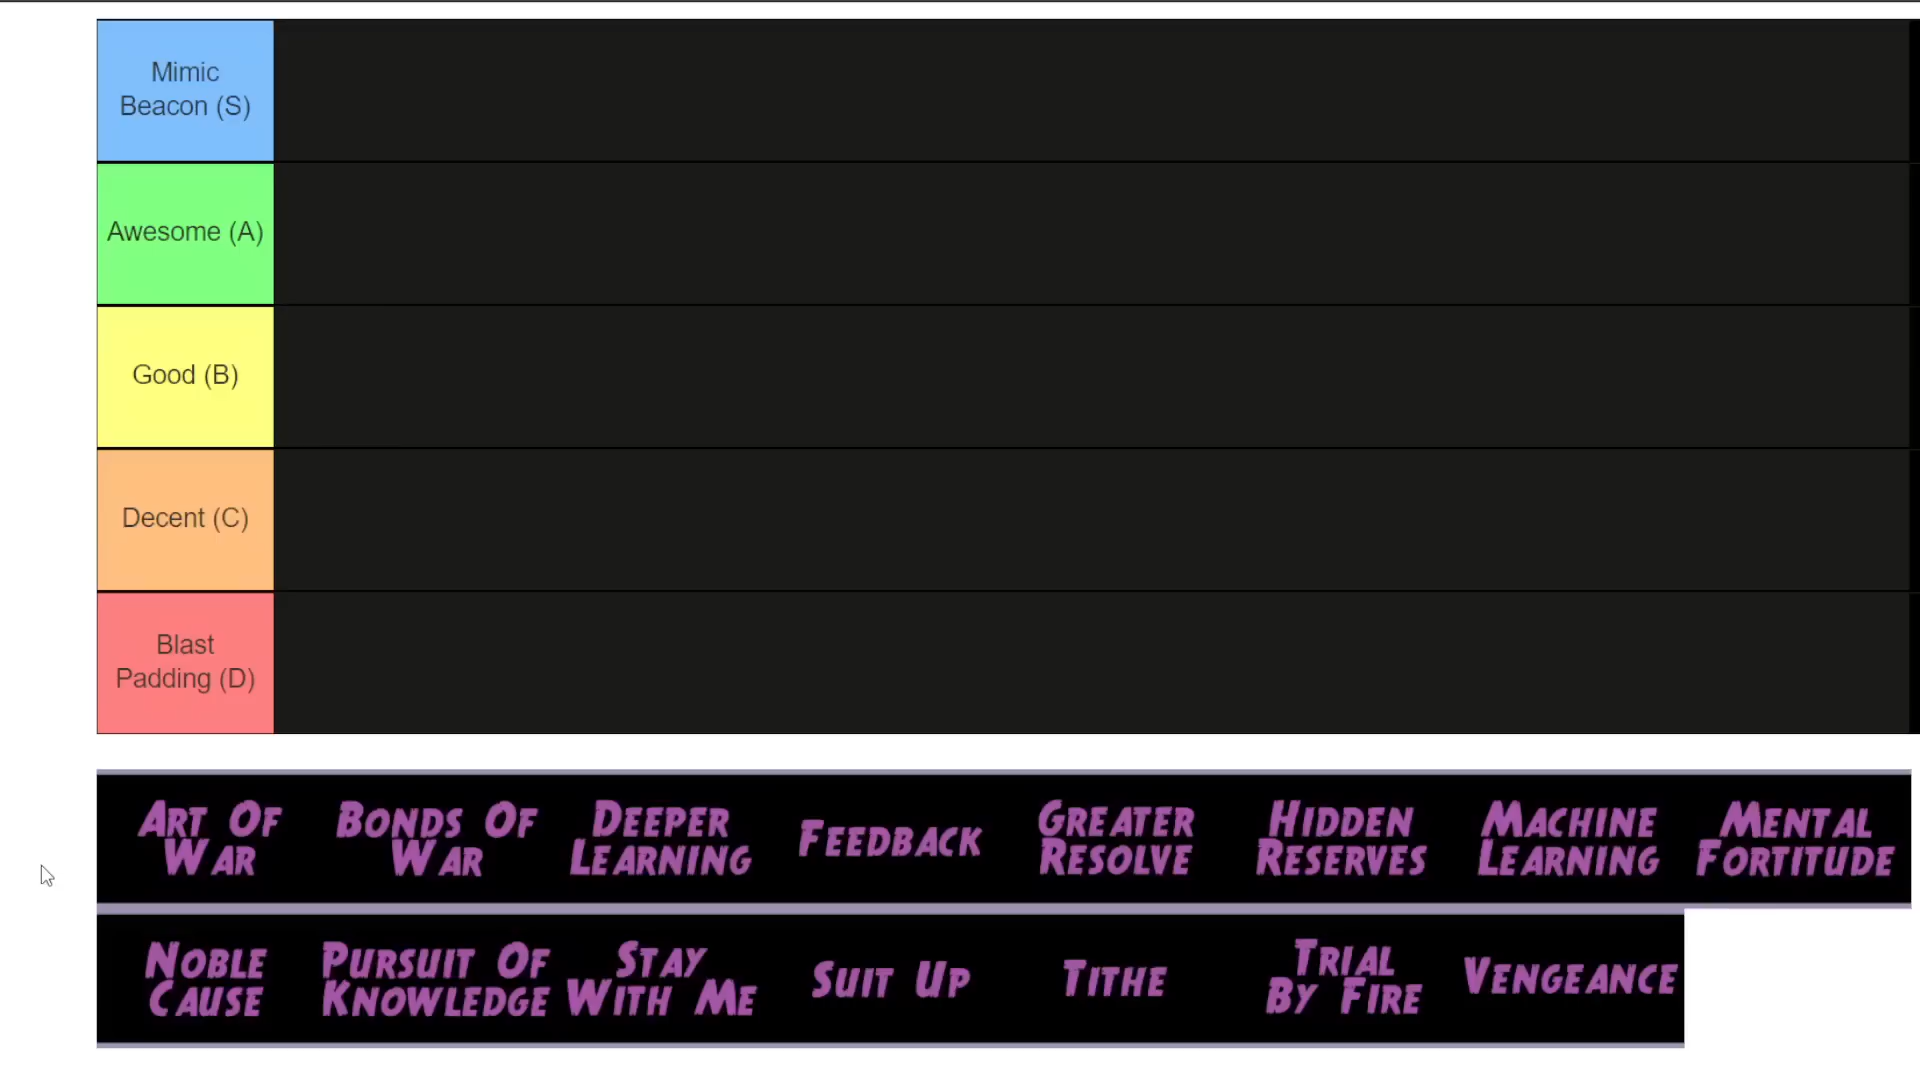 Mimic
Beacon (S)
Awesome (A)
Good (B)
Decent (C)
Blast
Padding (D)
ART OF
WAR
BONDS OF
WAR
DEEPER
LEARNING
FEEDBACK
GREATER
RESOLVE
HIDDEN
RESERVES
MACHINE
LEARNING
MENTAL
FORTITUDE
NOBLE
CAUSE
PURSUIT OF
KNOWLEDGE
STAY
WITH ME
SUIT UP
TITHE
TRIAL
BY FIRE
VENGEANCE